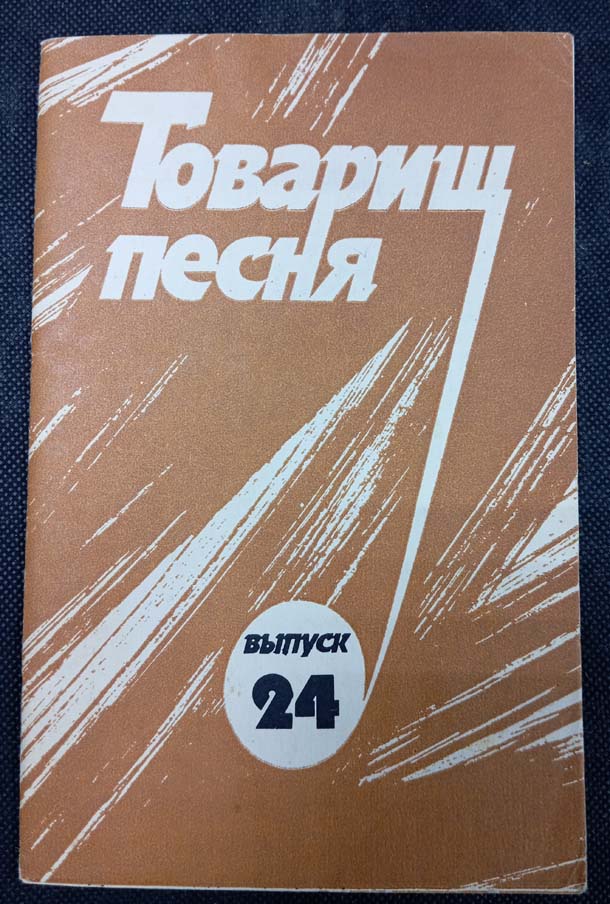 Товарищ
песня
выпуск
24